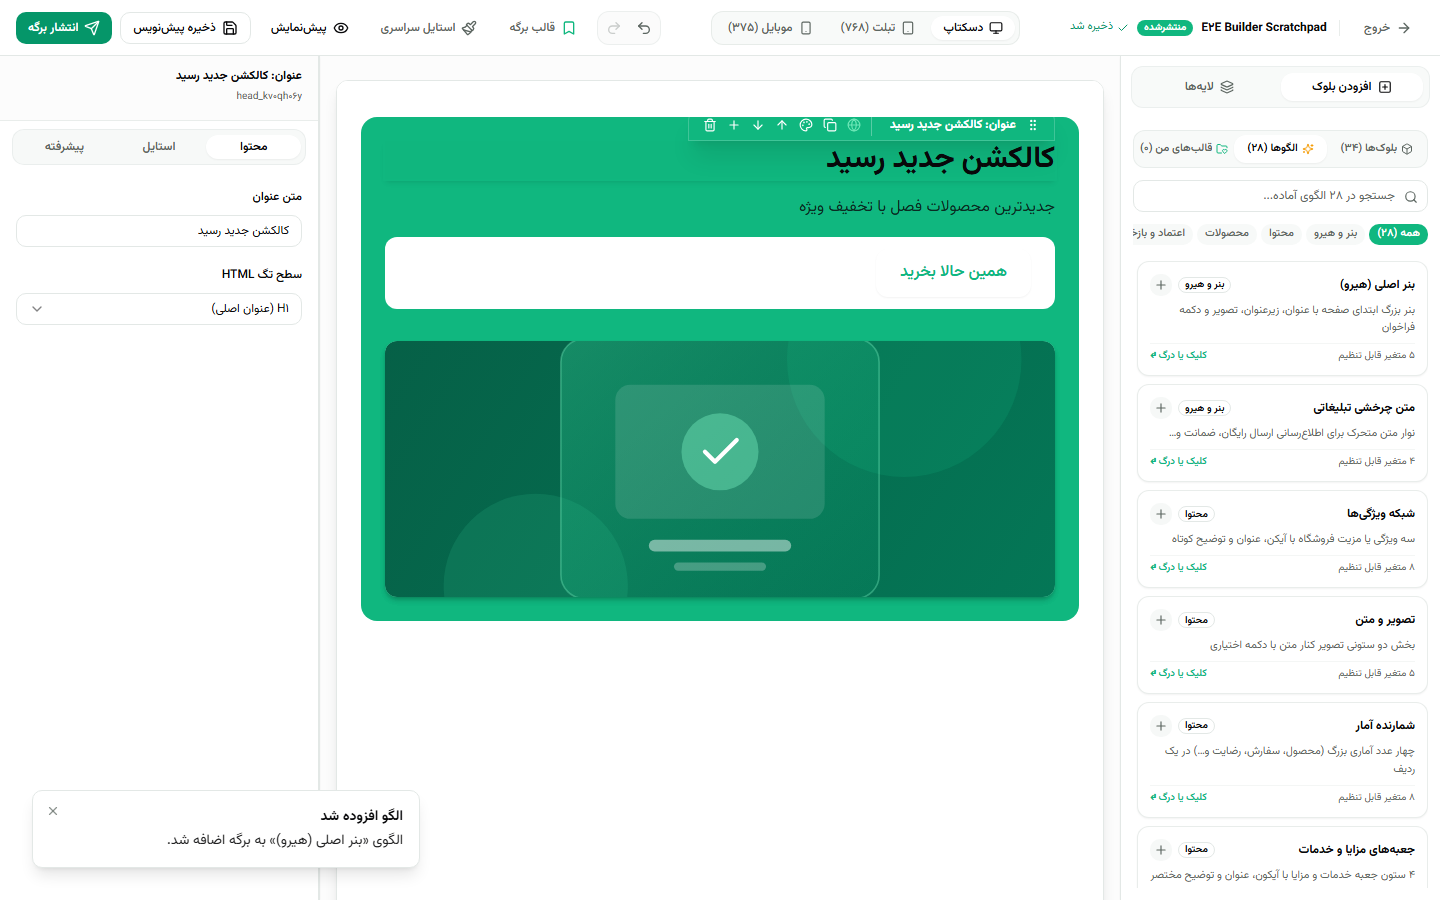 خروج
E۲E Builder Scratchpad
منتشرشده
ذخیره شد
دسکتاپ
تبلت (۷۶۸)
موبایل (۳۷۵)
قالب برگه
استایل سراسری
پیش‌نمایش
ذخیره پیش‌نویس
انتشار برگه
افزودن بلوک
لایه‌ها
بلوک‌ها (۳۴)
الگوها (۲۸)
قالب‌های من (۰)
جستجو در ۲۸ الگوی آماده...
همه (۲۸)
بنر و هیرو
محتوا
محصولات
اعتماد و بازخ
بنر اصلی (هیرو)
بنر و هیرو
بنر بزرگ ابتدای صفحه با عنوان، زیرعنوان، تصویر و دکمه
فراخوان
۵ متغیر قابل تنظیم
کلیک یا درگ
متن چرخشی تبلیغاتی
بنر و هیرو
نوار متن متحرک برای اطلاع‌رسانی ارسال رایگان، ضمانت و...
۴ متغیر قابل تنظیم
کلیک یا درگ
شبکه ویژگی‌ها
محتوا
سه ویژگی یا مزیت فروشگاه با آیکن، عنوان و توضیح کوتاه
۸ متغیر قابل تنظیم
کلیک یا درگ
تصویر و متن
محتوا
بخش دو ستونی تصویر کنار متن با دکمه اختیاری
۵ متغیر قابل تنظیم
کلیک یا درگ
شمارنده آمار
محتوا
چهار عدد آماری بزرگ (محصول، سفارش، رضایت و...) در یک
ردیف
۸ متغیر قابل تنظیم
کلیک یا درگ
جعبه‌های مزایا و خدمات
محتوا
۴ ستون جعبه خدمات و مزایا با آیکون، عنوان و توضیح مختصر
عنوان: کالکشن جدید رسید
کالکشن جدید رسید
جدیدترین محصولات فصل با تخفیف ویژه
همین حالا بخرید
عنوان: کالکشن جدید رسید
head_kv۰qh۰۶y
محتوا
استایل
پیشرفته
متن عنوان
کالکشن جدید رسید
سطح تگ HTML
H۱ (عنوان اصلی)
الگو افزوده شد
الگوی «بنر اصلی (هیرو)» به برگه اضافه شد.